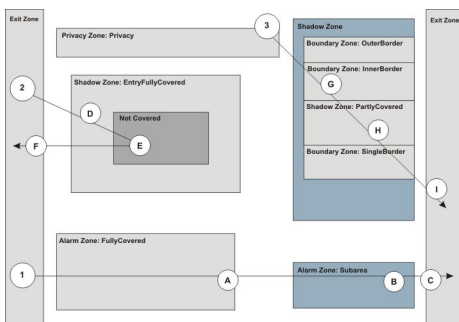 Exit Zone
Exit Zone
Shadow Zone
3
Privacy Zone: Privacy
Boundary Zone: OuterBorder
Boundary Zone: InnerBorder
Shadow Zone: EntryFullyCovered
G
2
D
Not Covered
Shadow Zone: PartlyCovered
H
F
E
Boundary Zone: SingleBorder
I
Alarm Zone: FullyCovered
Alarm Zone: Subarea
1
A
B
C